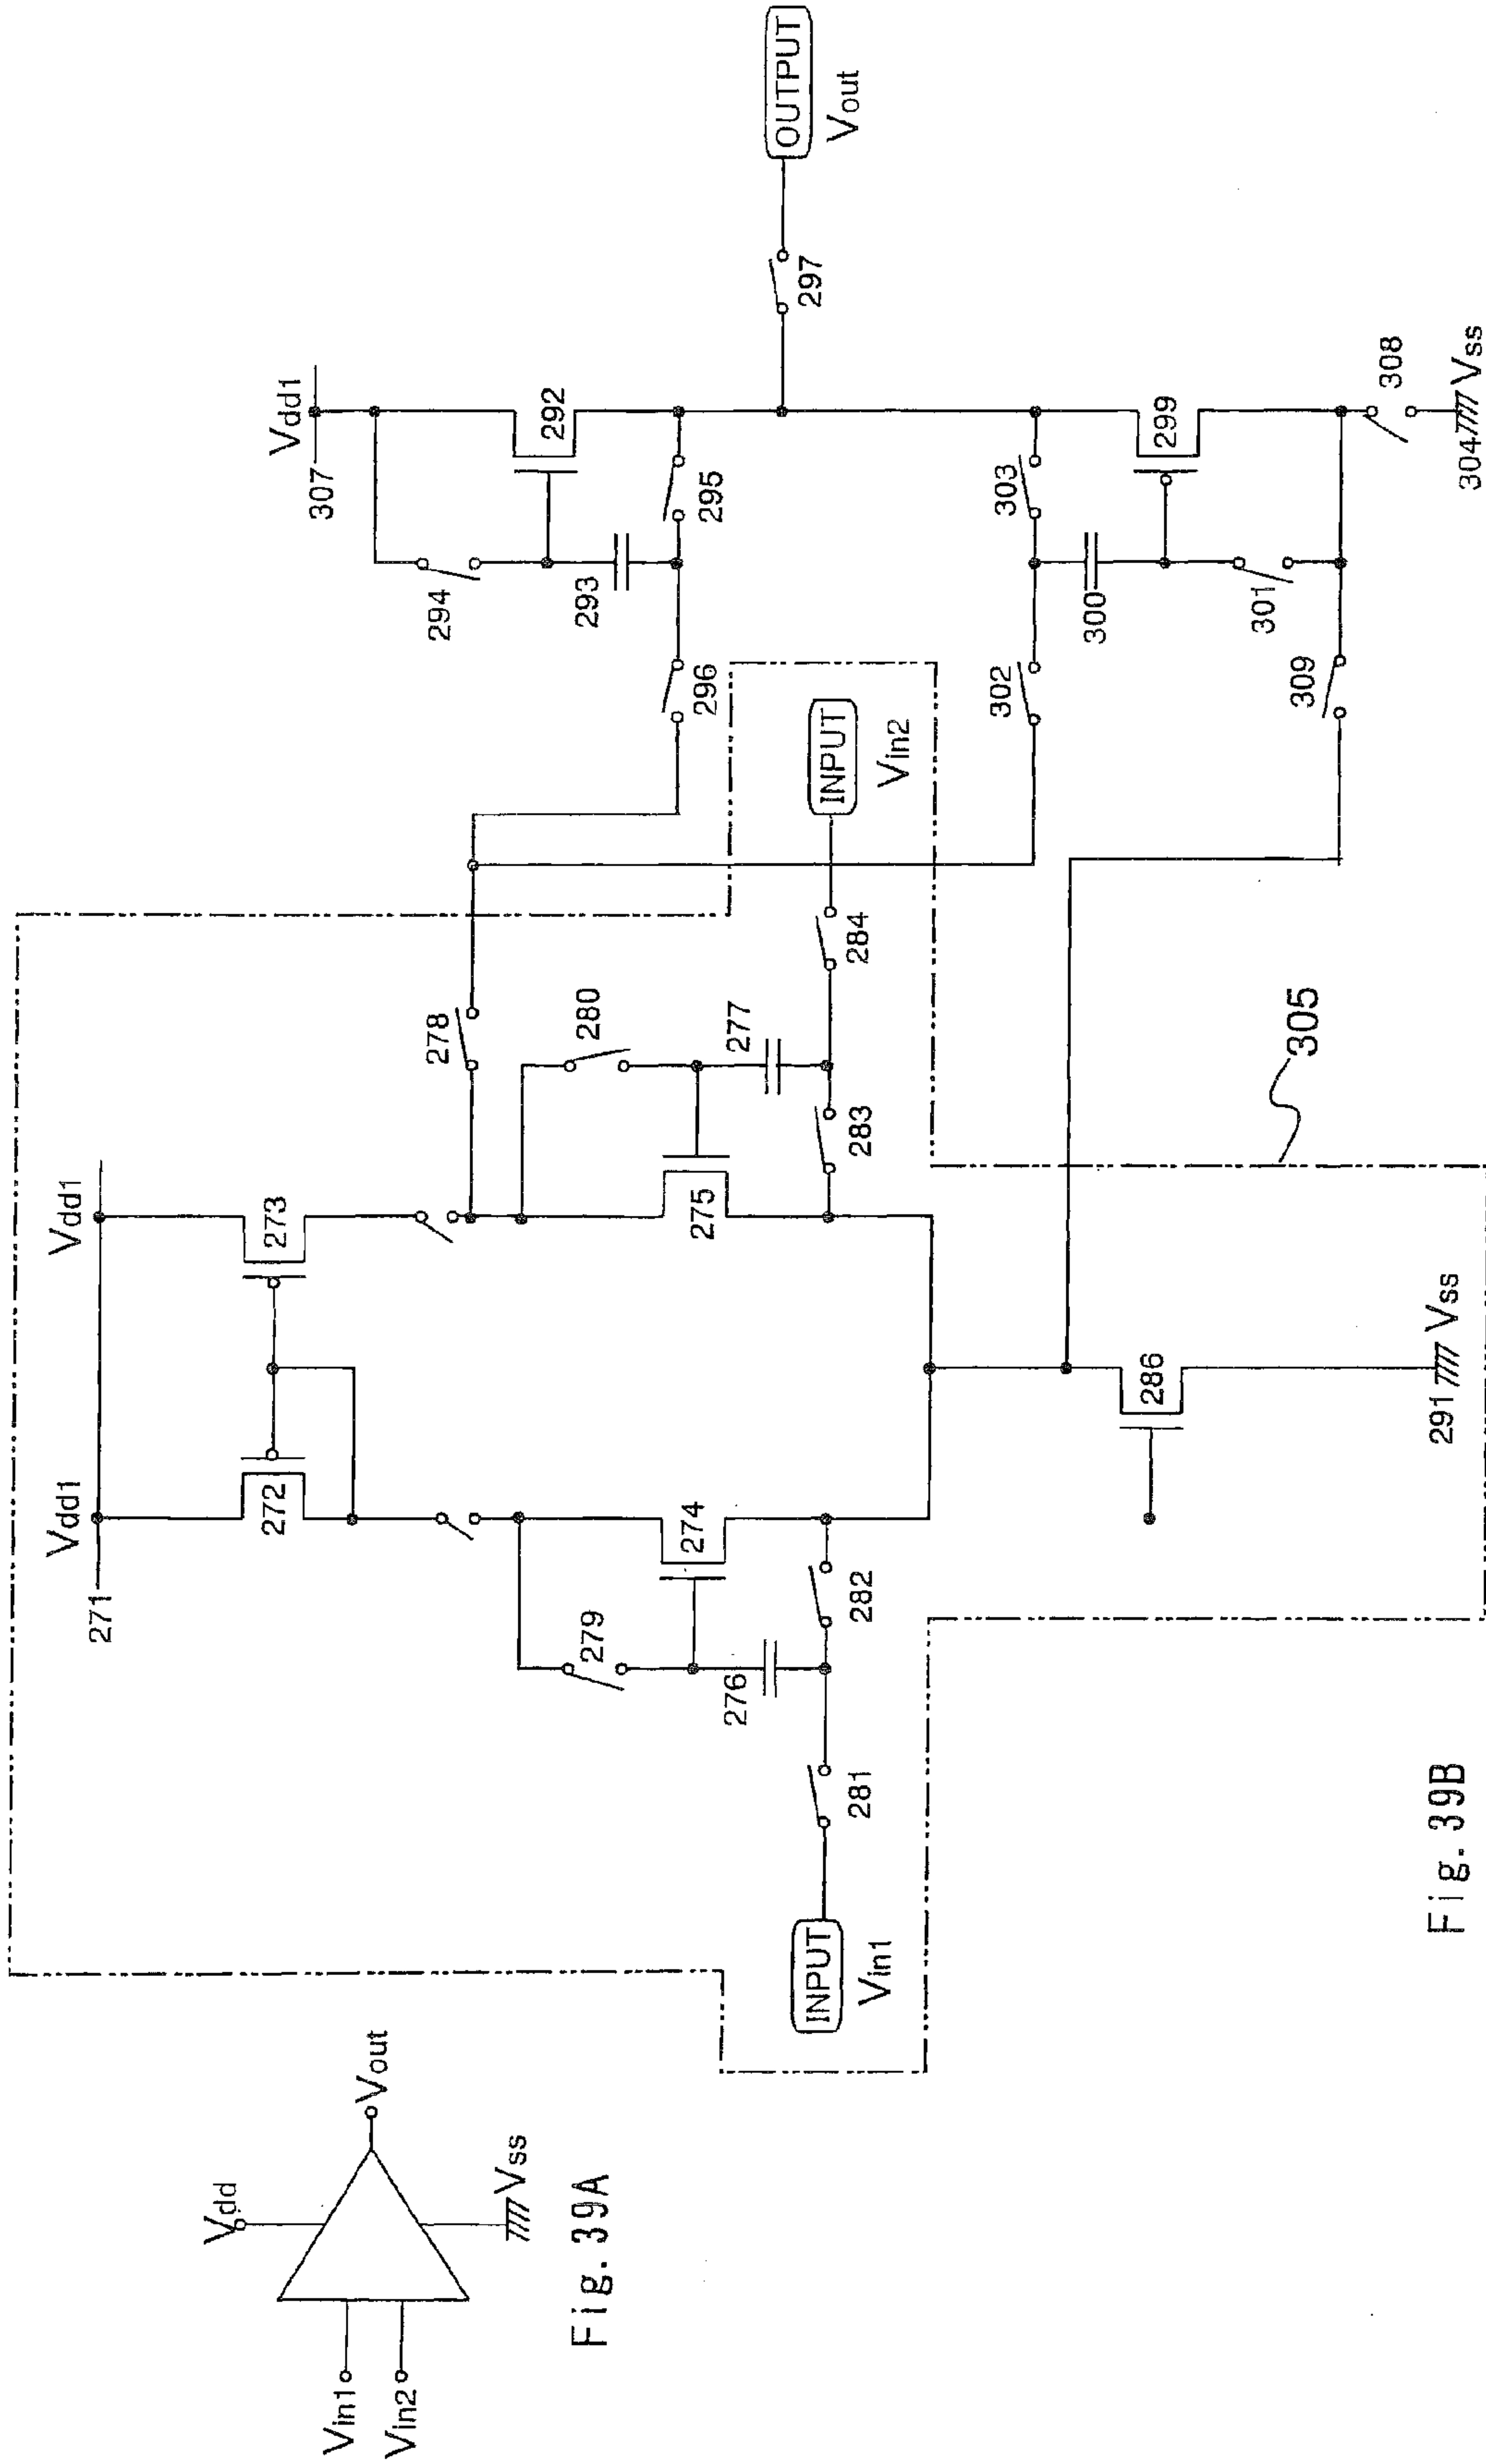 Vdd
Vin1
Vin2
Vout
Vss
Fig. 39A
Vdd1
Vdd1
271
272
273
278
279
280
274
275
276
277
281
282
283
284
INPUT
Vin1
INPUT
Vin2
286
291
Vss
305
Vdd1
307
292
294
293
295
296
297
OUTPUT
Vout
302
303
300
299
301
309
308
304
Vss
Fig. 39B